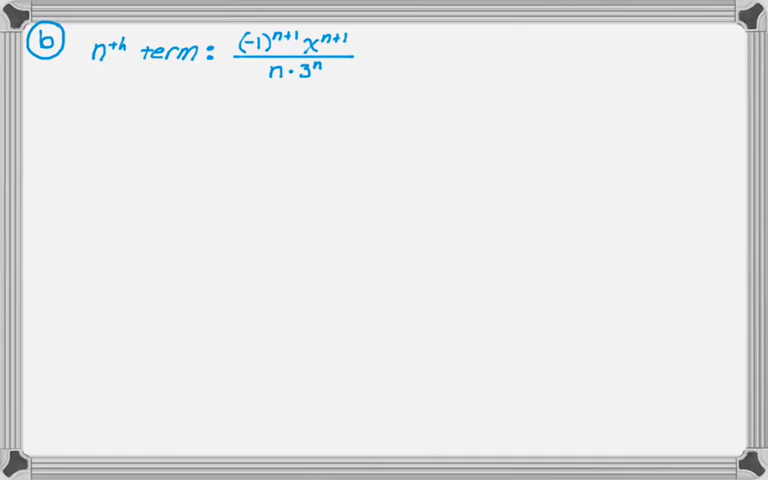 b nth term: (-1)^(n+1) x^(n+1) / n · 3^n